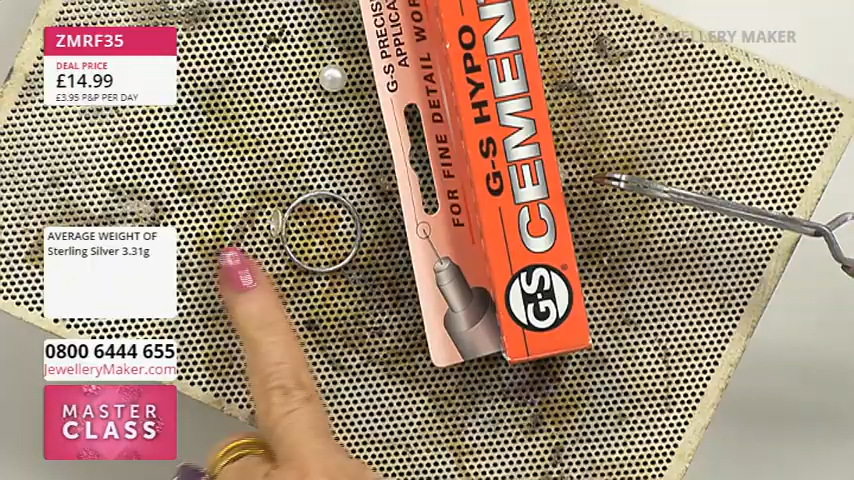 ZMRF35
DEAL PRICE
£14.99
£3.95 P&P PER DAY
AVERAGE WEIGHT OF
Sterling Silver 3.31g
0800 6444 655
JewelleryMaker.com
MASTER
CLASS
JEWELLERY MAKER
G-S PRECIS
APPLICA
FOR FINE DETAIL WOR
G-S HYPO
CEMENT
G-S